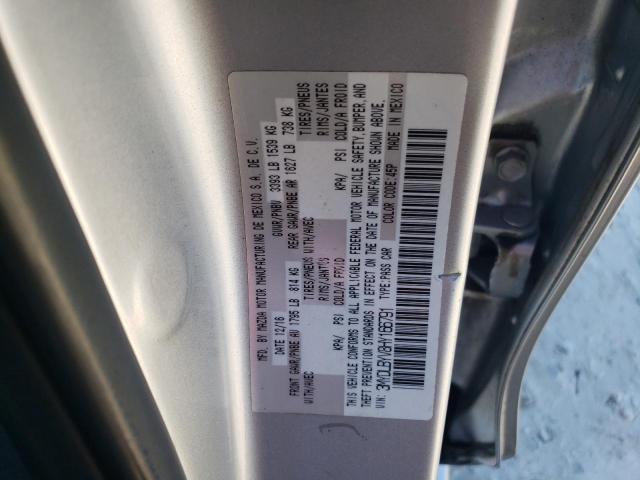 MFD. BY MAZDA MOTOR MANUFACTURING DE MEXICO S.A. DE C.V.
DATE 12/16 GVWR/PNBV 3393 LB 1539 KG
FRONT GAWR/PNBE AV 1795 LB 814 KG REAR GAWR/PNBE AR 1627 LB 738 KG
WITH/AVEC TIRES/PNEUS WITH/AVEC TIRES/PNEUS
RIMS/JANTES RIMS/JANTES
KPA/ PSI COLD/A FROID KPA/ PSI COLD/A FROID
THIS VEHICLE CONFORMS TO ALL APPLICABLE FEDERAL MOTOR VEHICLE SAFETY, BUMPER, AND
THEFT PREVENTION STANDARDS IN EFFECT ON THE DATE OF MANUFACTURE SHOWN ABOVE.
VIN: 3MYDLBYV8HY166791 TYPE:PASS CAR COLOR CODE:45P MADE IN MEXICO